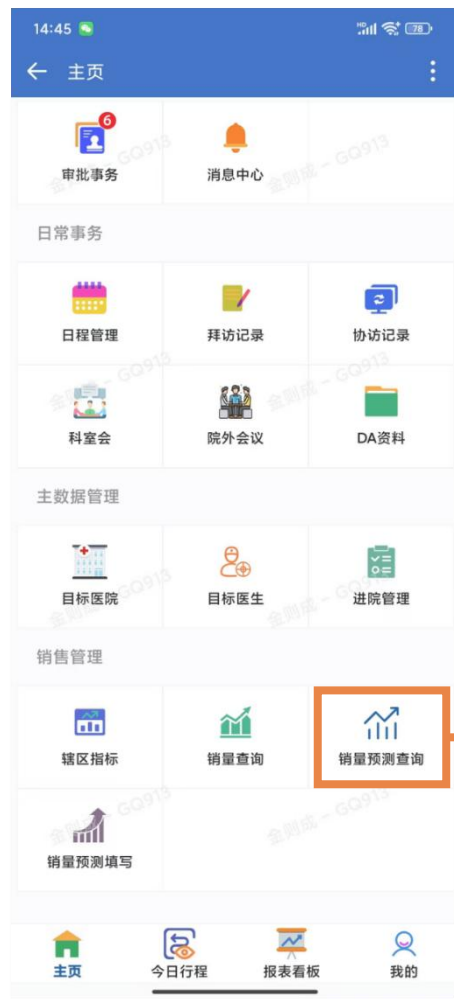 14:45
78
主页
6
审批事务 消息中心
日常事务
日程管理 拜访记录 协访记录
科室会 院外会议 DA资料
主数据管理
目标医院 目标医生 进院管理
销售管理
辖区指标 销量查询 销量预测查询
销量预测填写
主页 今日行程 报表看板 我的
金则成 - GQ913